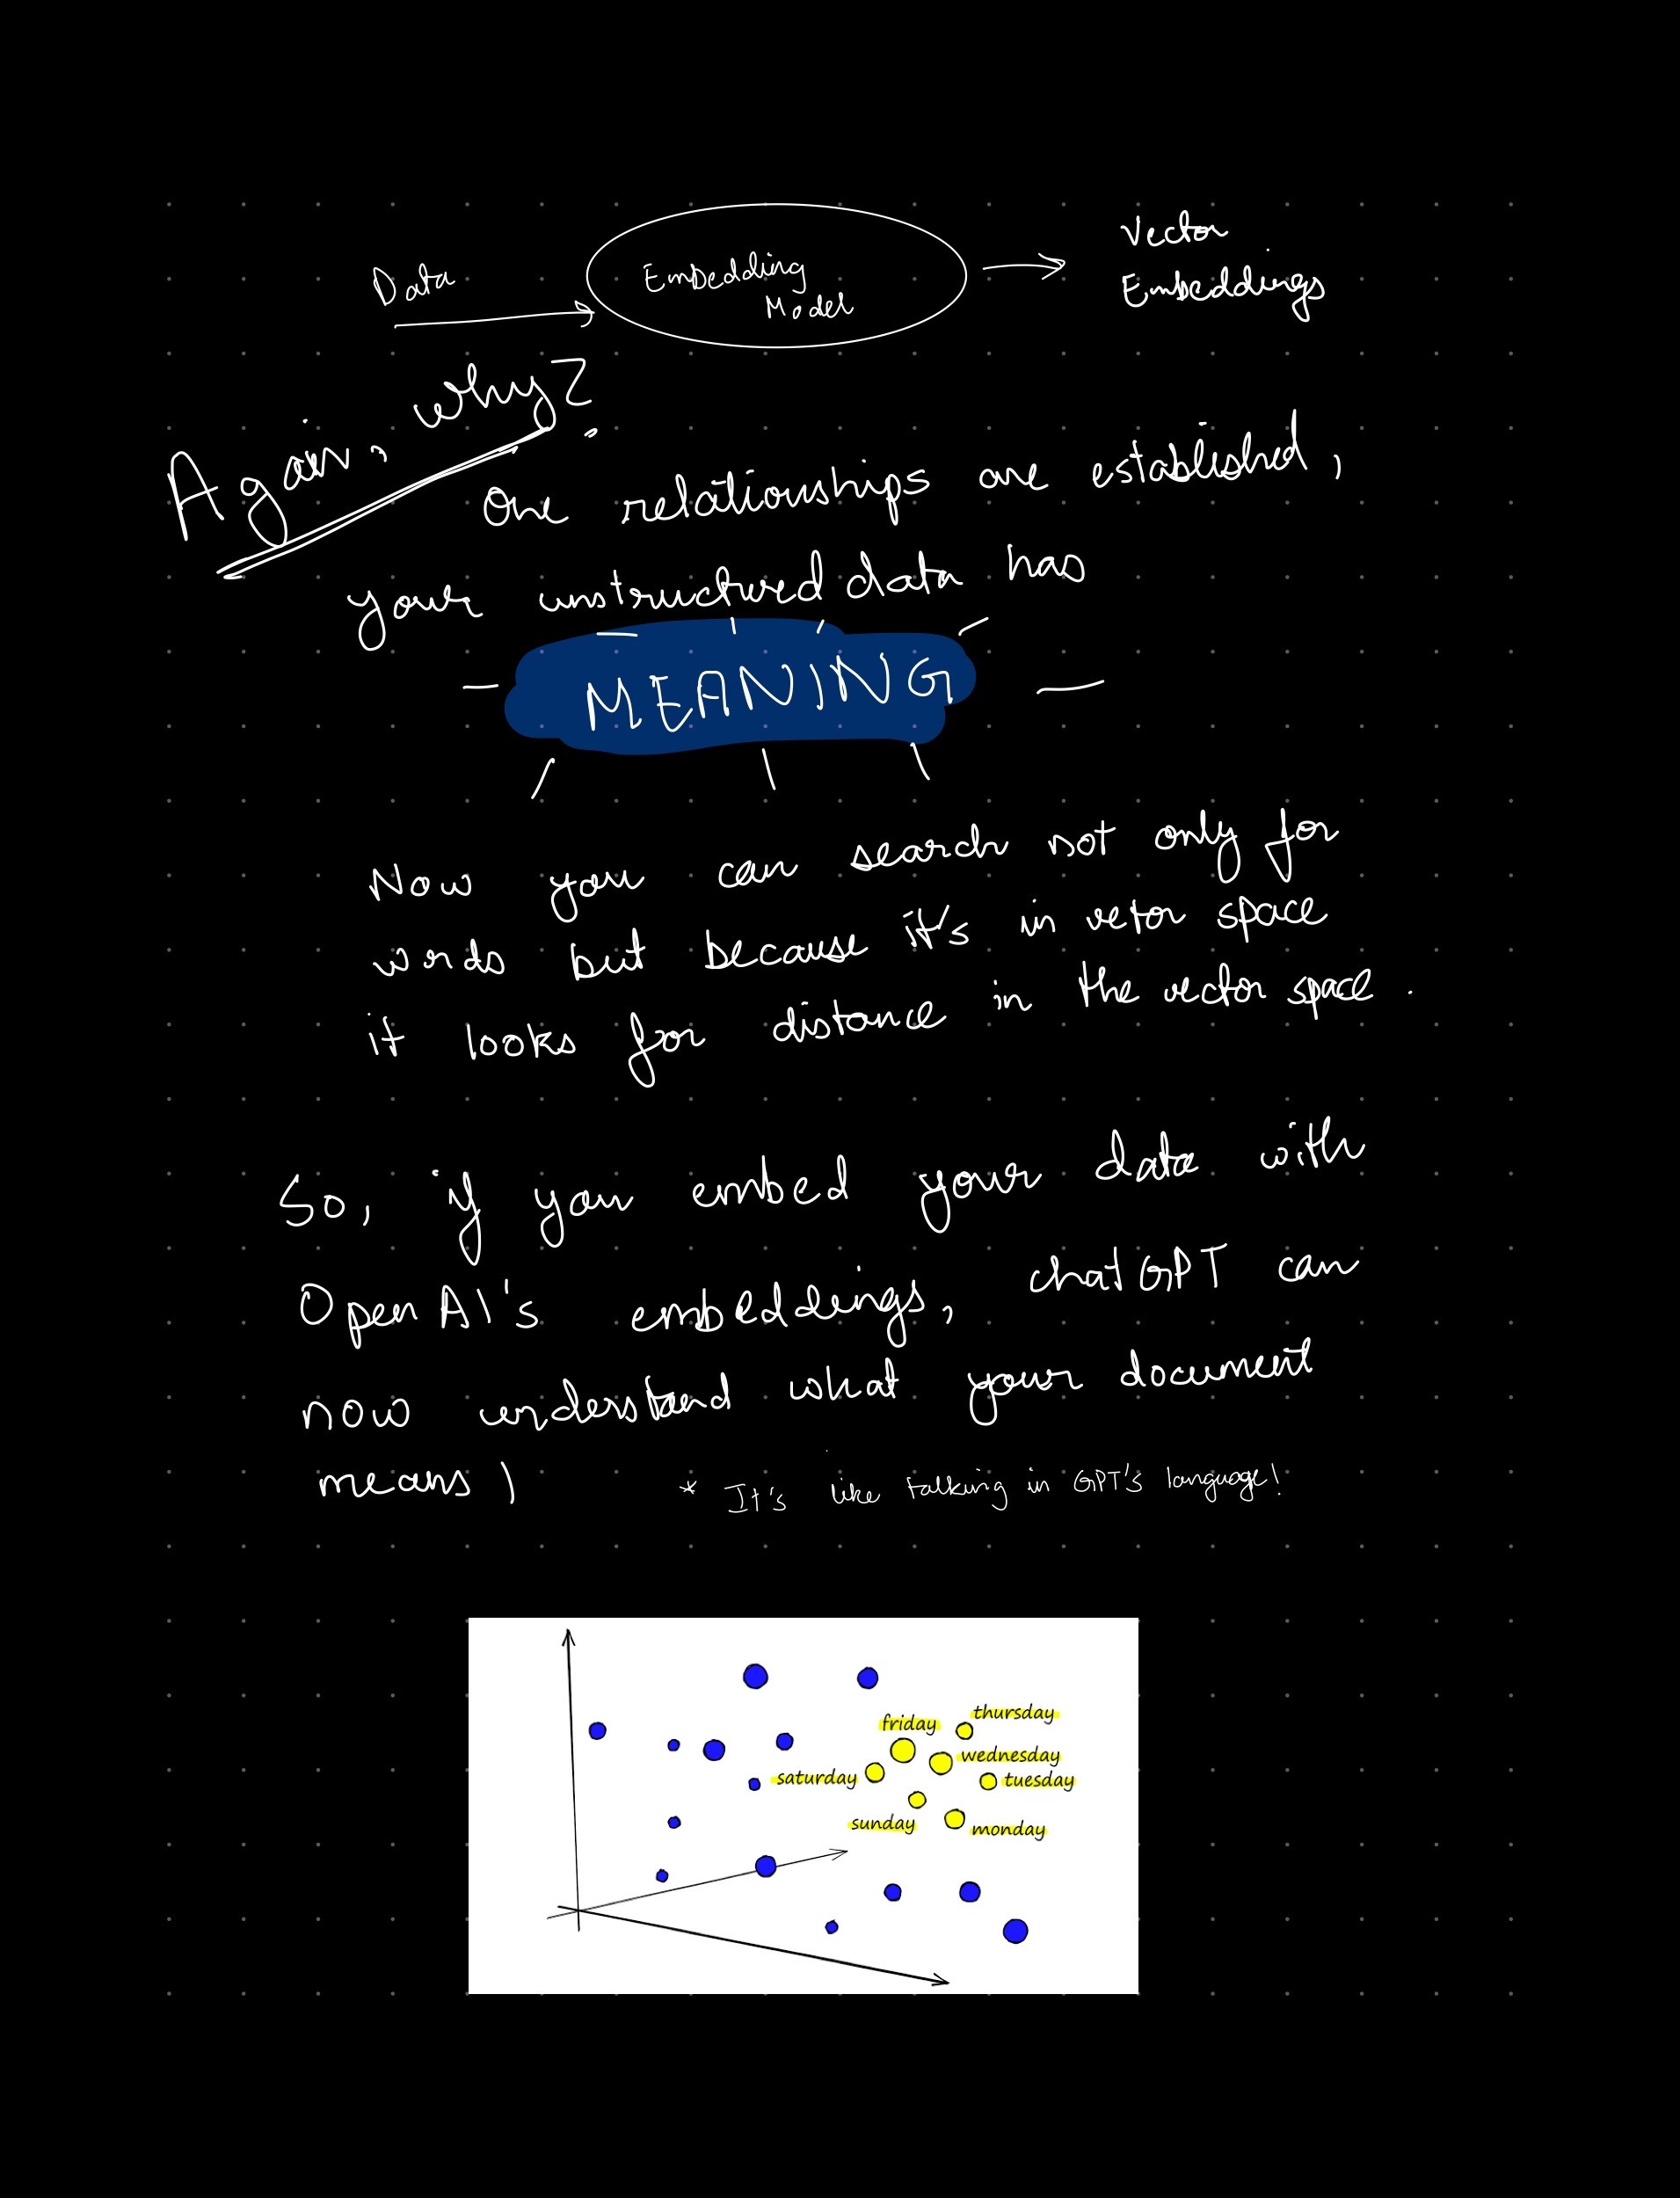 Data
Embedding
Model
Vector
Embeddings
Again, why?
One relationships are established,
your unstructured data has
MEANING
Now you can search not only for
words but because it's in vetor space
it looks for distance in the vector space.
So, if you embed your data with
OpenAI's embeddings, chatGPT can
now understand what your document
means)
* It's like talking in GPT's language!
thursday
friday
wednesday
saturday
tuesday
sunday
monday